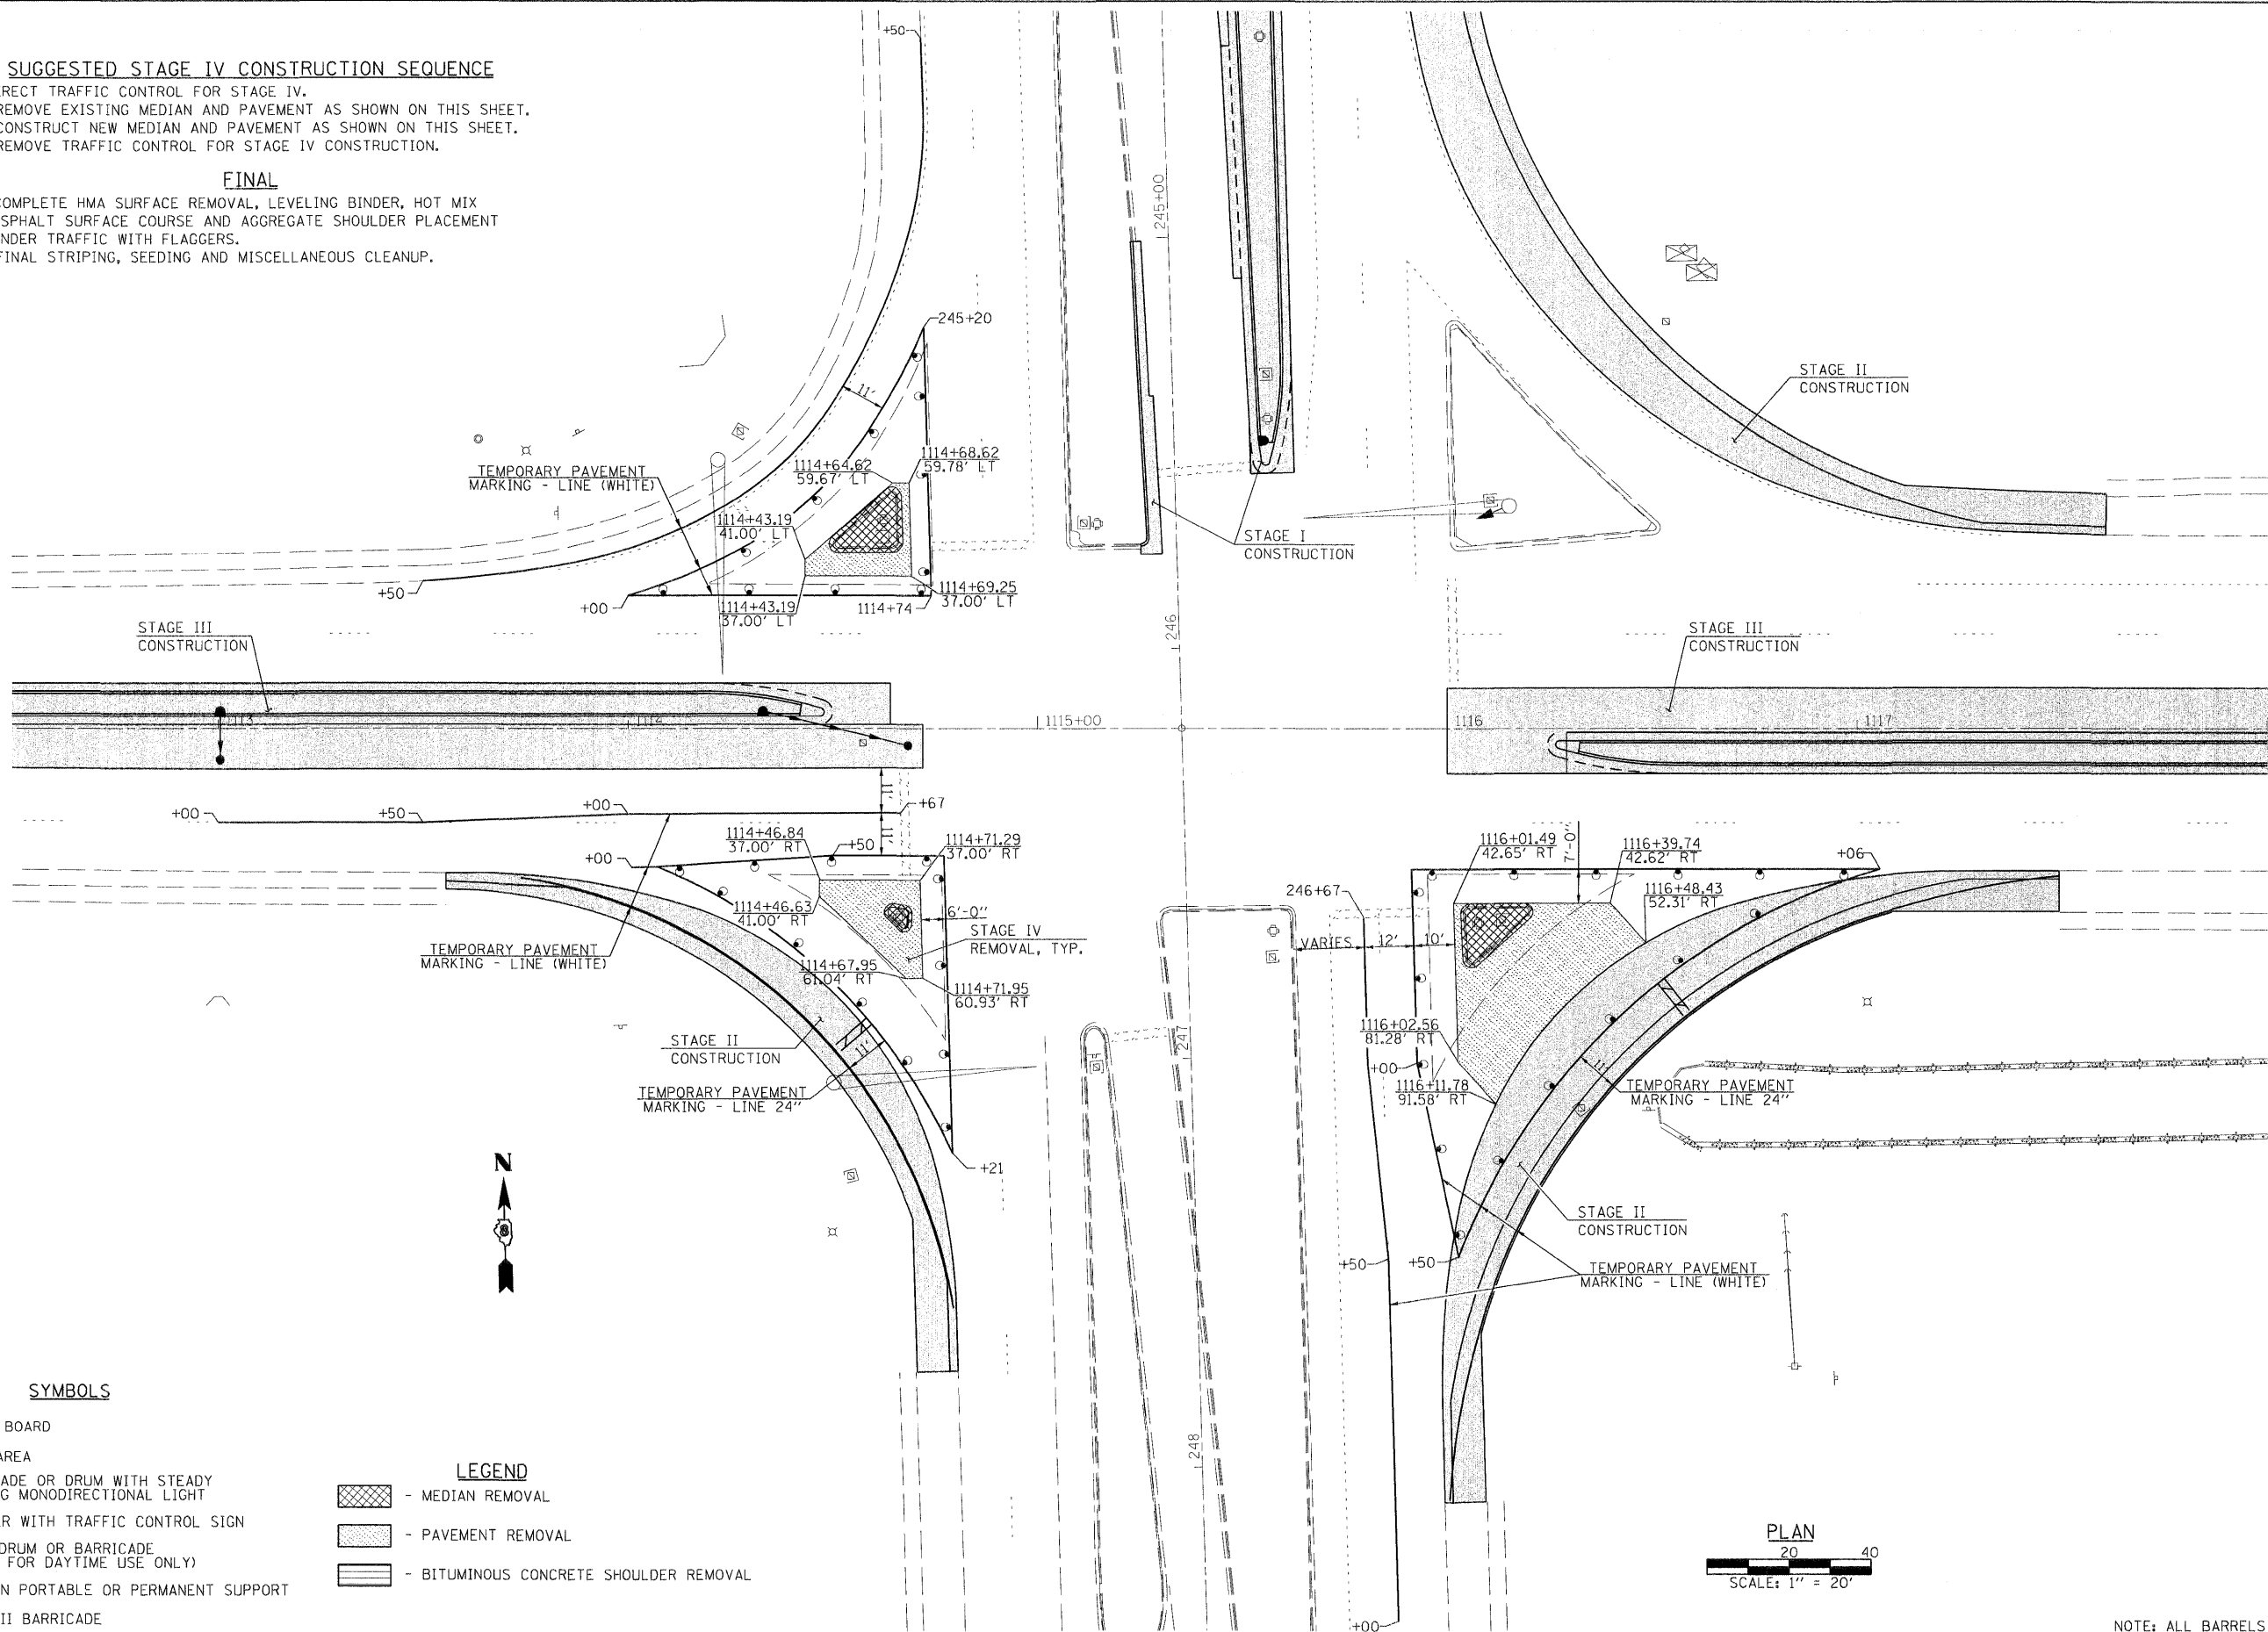 SUGGESTED STAGE IV CONSTRUCTION SEQUENCE
ERECT TRAFFIC CONTROL FOR STAGE IV.
REMOVE EXISTING MEDIAN AND PAVEMENT AS SHOWN ON THIS SHEET.
CONSTRUCT NEW MEDIAN AND PAVEMENT AS SHOWN ON THIS SHEET.
REMOVE TRAFFIC CONTROL FOR STAGE IV CONSTRUCTION.
FINAL
COMPLETE HMA SURFACE REMOVAL, LEVELING BINDER, HOT MIX
ASPHALT SURFACE COURSE AND AGGREGATE SHOULDER PLACEMENT
UNDER TRAFFIC WITH FLAGGERS.
FINAL STRIPING, SEEDING AND MISCELLANEOUS CLEANUP.
+50
245+00
245+20
11'
STAGE II
CONSTRUCTION
TEMPORARY PAVEMENT
MARKING - LINE (WHITE)
1114+64.62
59.67' LT
1114+68.62
59.78' LT
1114+43.19
41.00' LT
STAGE I
CONSTRUCTION
1114+69.25
37.00' LT
+50
+00
1114+43.19
37.00' LT
1114+74
246
STAGE III
CONSTRUCTION
STAGE III
CONSTRUCTION
1113
1114
1115+00
1116
1117
11'
+00
+50
+00
+67
11'
1114+46.84
37.00' RT
+50
1114+71.29
37.00' RT
+00
1116+01.49
42.65' RT
7'-0"
1116+39.74
42.62' RT
+06
246+67
1116+48.43
52.31' RT
1114+46.63
41.00' RT
6'-0"
STAGE IV
REMOVAL, TYP.
VARIES
12'
10'
TEMPORARY PAVEMENT
MARKING - LINE (WHITE)
1114+67.95
61.04' RT
1114+71.95
60.93' RT
1116+02.56
81.28' RT
+00
1116+11.78
91.58' RT
STAGE II
CONSTRUCTION
11'
247
11'
TEMPORARY PAVEMENT
MARKING - LINE 24"
TEMPORARY PAVEMENT
MARKING - LINE 24"
N
+21
STAGE II
CONSTRUCTION
+50
+50
TEMPORARY PAVEMENT
MARKING - LINE (WHITE)
SYMBOLS
BOARD
AREA
ADE OR DRUM WITH STEADY
G MONODIRECTIONAL LIGHT
R WITH TRAFFIC CONTROL SIGN
DRUM OR BARRICADE
FOR DAYTIME USE ONLY)
N PORTABLE OR PERMANENT SUPPORT
II BARRICADE
LEGEND
- MEDIAN REMOVAL
- PAVEMENT REMOVAL
- BITUMINOUS CONCRETE SHOULDER REMOVAL
248
+00
PLAN
20 40
SCALE: 1" = 20'
NOTE: ALL BARRELS